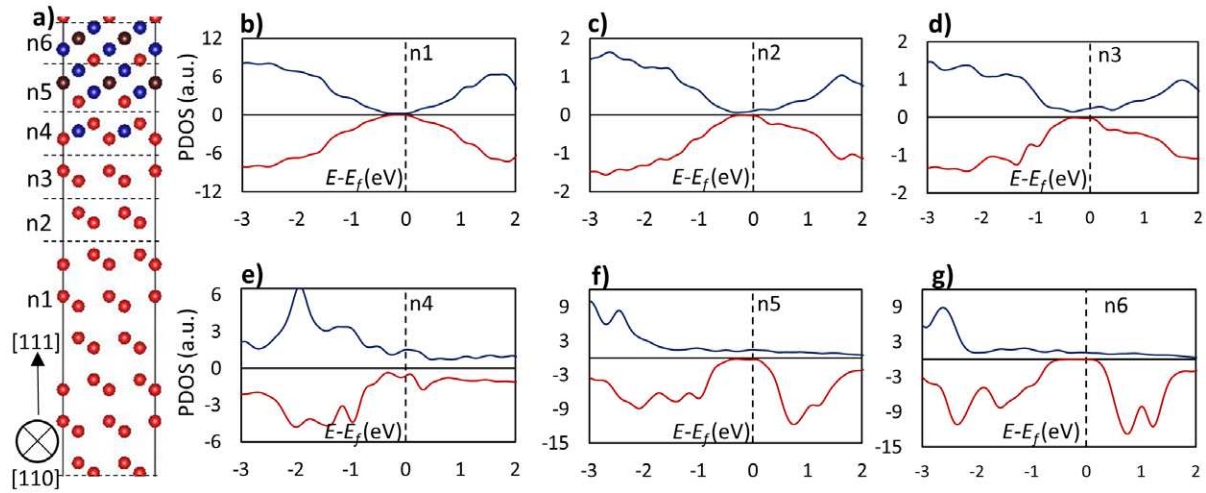 a)
n6
n5
n4
n3
n2
n1
[111]
[110]
b)
n1
PDOS (a.u.)
12
6
0
-6
-12
E-Ef(eV)
-3 -2 -1 0 1 2
c)
n2
2
1
0
-1
-2
E-Ef(eV)
-3 -2 -1 0 1 2
d)
n3
2
1
0
-1
-2
E-Ef(eV)
-3 -2 -1 0 1 2
e)
n4
PDOS (a.u.)
6
3
0
-3
-6
E-Ef(eV)
-3 -2 -1 0 1 2
f)
n5
9
3
-3
-9
-15
E-Ef(eV)
-3 -2 -1 0 1 2
g)
n6
9
3
-3
-9
-15
E-Ef(eV)
-3 -2 -1 0 1 2